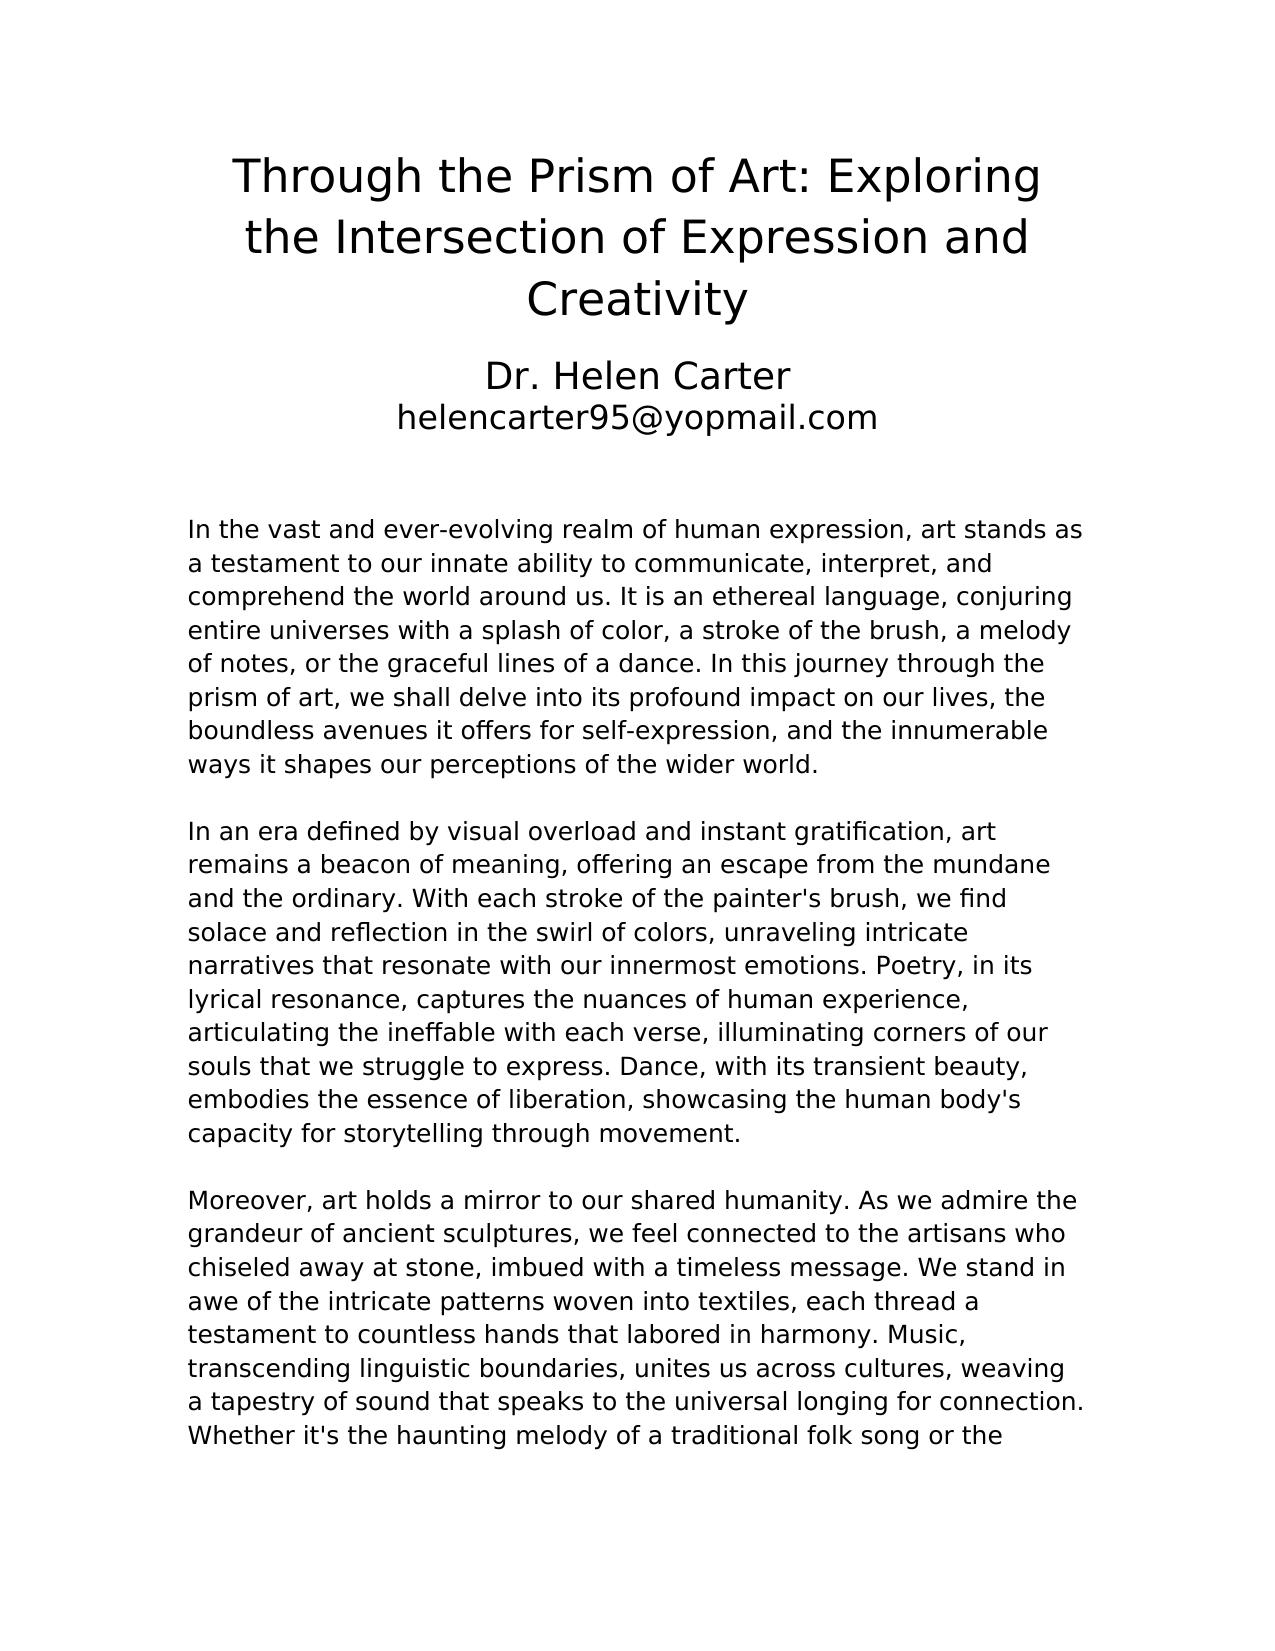 Through the Prism of Art: Exploring
the Intersection of Expression and
Creativity
Dr. Helen Carter
helencarter95@yopmail.com
In the vast and ever-evolving realm of human expression, art stands as
a testament to our innate ability to communicate, interpret, and
comprehend the world around us. It is an ethereal language, conjuring
entire universes with a splash of color, a stroke of the brush, a melody
of notes, or the graceful lines of a dance. In this journey through the
prism of art, we shall delve into its profound impact on our lives, the
boundless avenues it offers for self-expression, and the innumerable
ways it shapes our perceptions of the wider world.
In an era defined by visual overload and instant gratification, art
remains a beacon of meaning, offering an escape from the mundane
and the ordinary. With each stroke of the painter's brush, we find
solace and reflection in the swirl of colors, unraveling intricate
narratives that resonate with our innermost emotions. Poetry, in its
lyrical resonance, captures the nuances of human experience,
articulating the ineffable with each verse, illuminating corners of our
souls that we struggle to express. Dance, with its transient beauty,
embodies the essence of liberation, showcasing the human body's
capacity for storytelling through movement.
Moreover, art holds a mirror to our shared humanity. As we admire the
grandeur of ancient sculptures, we feel connected to the artisans who
chiseled away at stone, imbued with a timeless message. We stand in
awe of the intricate patterns woven into textiles, each thread a
testament to countless hands that labored in harmony. Music,
transcending linguistic boundaries, unites us across cultures, weaving
a tapestry of sound that speaks to the universal longing for connection.
Whether it's the haunting melody of a traditional folk song or the